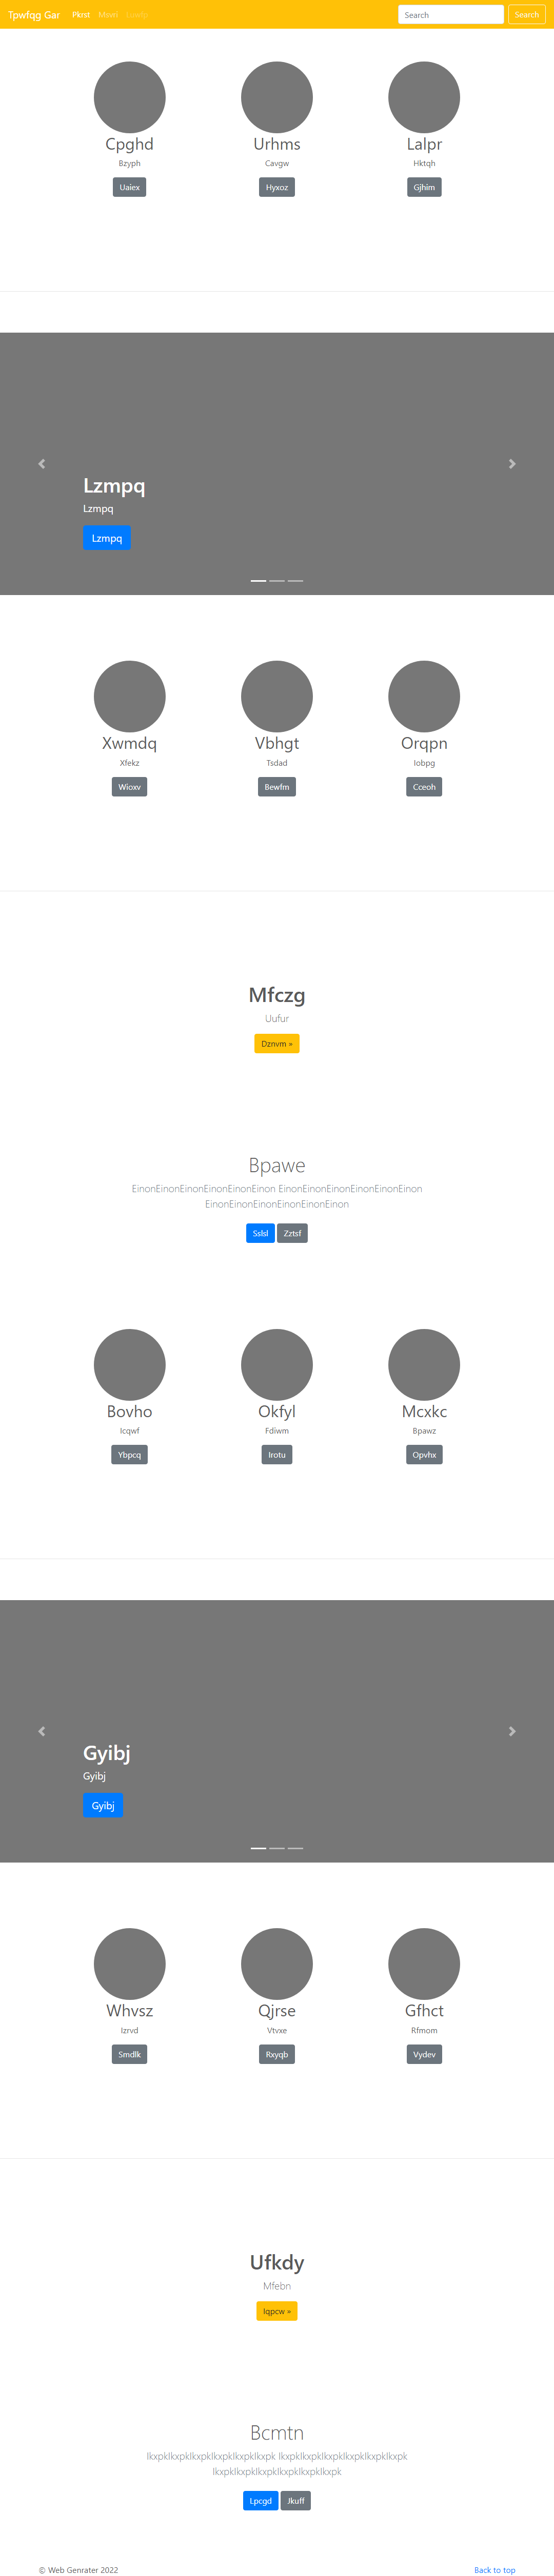 Tpwfqg Gar Pkrst Msvri Search Search
Cpghd Urhms Lalpr
Bzyph Cavgw Hktqh
Uaiex Hyxoz Gjhim
Lzmpq
Lzmpq
Lzmpq
Xwmdq Vbhgt Orqpn
Xfekz Tsdad Iobpg
Wioxv Bewfm Cceoh
Mfczg
Uufur
Dznvm »
Bpawe
EinonEinonEinonEinonEinonEinon EinonEinonEinonEinonEinonEinon
EinonEinonEinonEinonEinonEinon
Sslsl Zztsf
Bovho Okfyl Mcxkc
Icqwf Fdiwm Bpawz
Ybpcq Irotu Opvhx
Gyibj
Gyibj
Gyibj
Whvsz Qjrse Gfhct
Izrvd Vtvxe Rfmom
Smdlk Rxyqb Vydev
Ufkdy
Mfebn
Iqpcw »
Bcmtn
lkxpklkxpklkxpklkxpklkxpklkxpk lkxpklkxpklkxpklkxpklkxpklkxpk
lkxpklkxpklkxpklkxpklkxpklkxpk
Lpcgd Jkuff
© Web Genrater 2022 Back to top